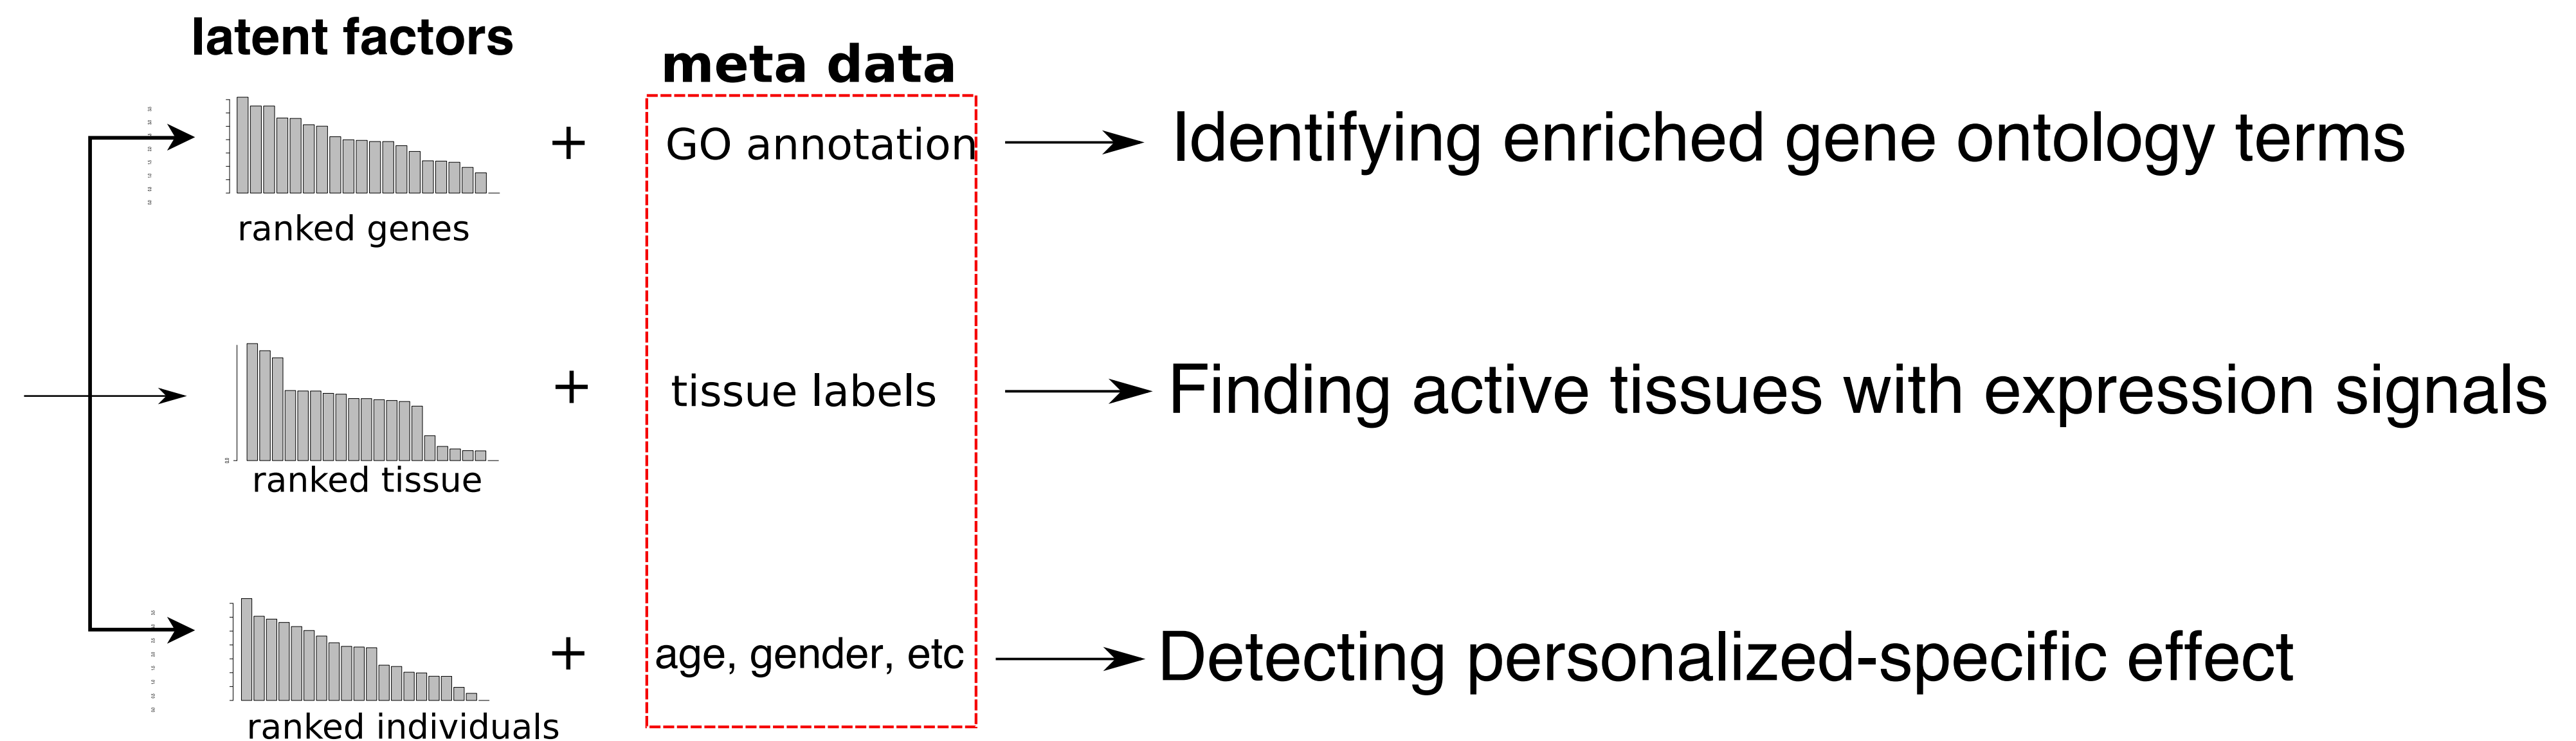 latent factors
meta data
GO annotation
Identifying enriched gene ontology terms
ranked genes
tissue labels
Finding active tissues with expression signals
ranked tissue
age, gender, etc
Detecting personalized-specific effect
ranked individuals